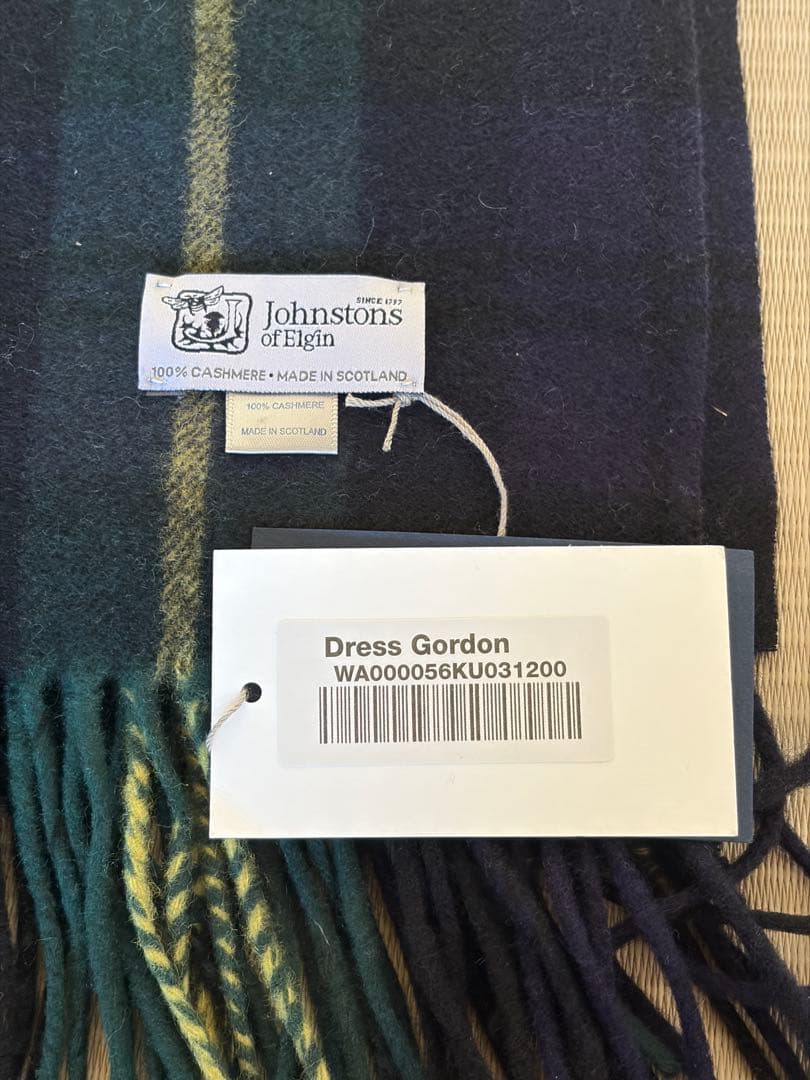 SINCE 1797
Johnstons
of Elgin
100% CASHMERE • MADE IN SCOTLAND
100% CASHMERE
MADE IN SCOTLAND
Dress Gordon
WA000056KU031200